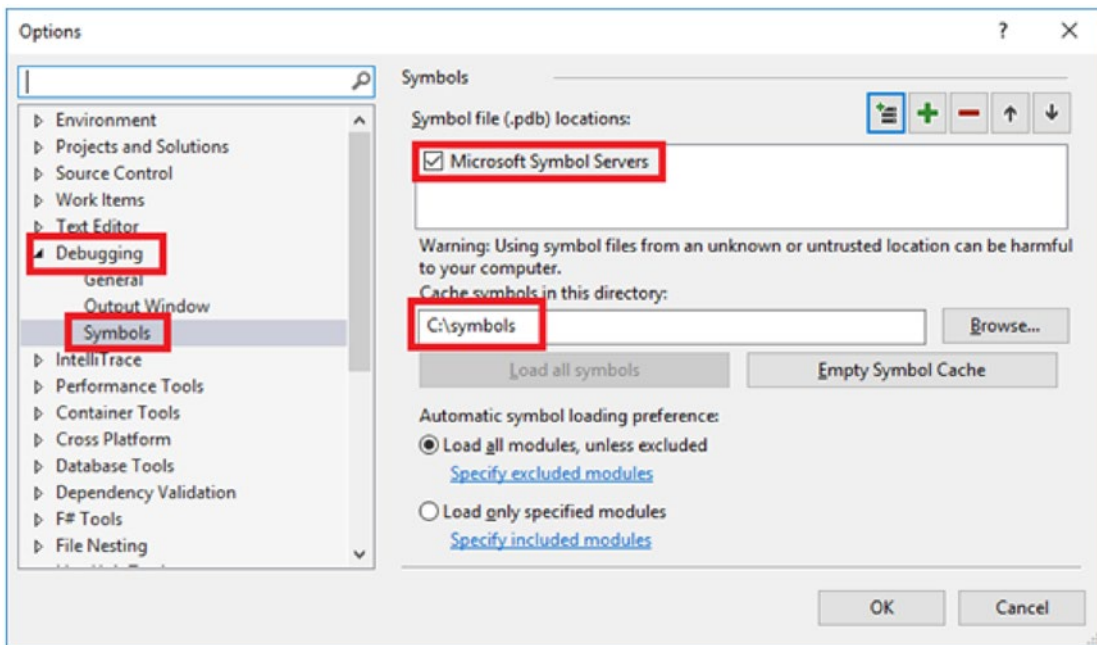 Options
Environment
Projects and Solutions
Source Control
Work Items
Text Editor
Debugging
General
Output Window
Symbols
IntelliTrace
Performance Tools
Container Tools
Cross Platform
Database Tools
Dependency Validation
F# Tools
File Nesting
Symbols
Symbol file (.pdb) locations:
Microsoft Symbol Servers
Warning: Using symbol files from an unknown or untrusted location can be harmful
to your computer.
Cache symbols in this directory:
C:\symbols
Browse...
Load all symbols
Empty Symbol Cache
Automatic symbol loading preference:
Load all modules, unless excluded
Specify excluded modules
Load only specified modules
Specify included modules
OK
Cancel